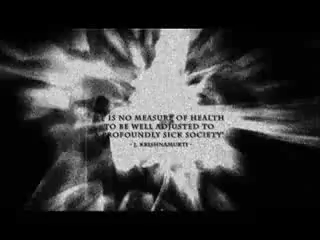 IS NO MEASURE OF HEALTH
TO BE WELL ADJUSTED TO
PROFOUNDLY SICK SOCIETY"
- J. KRISHNAMURTI -